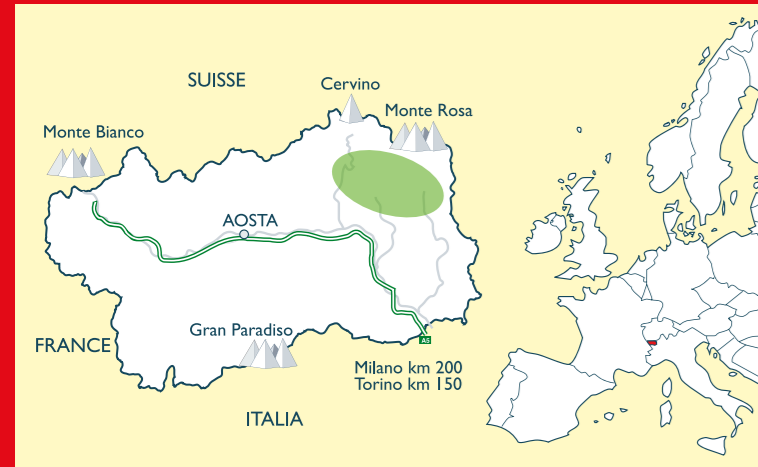 SUISSE
Cervino
Monte Rosa
Monte Bianco
AOSTA
Gran Paradiso
FRANCE
A5
Milano km 200
Torino km 150
ITALIA